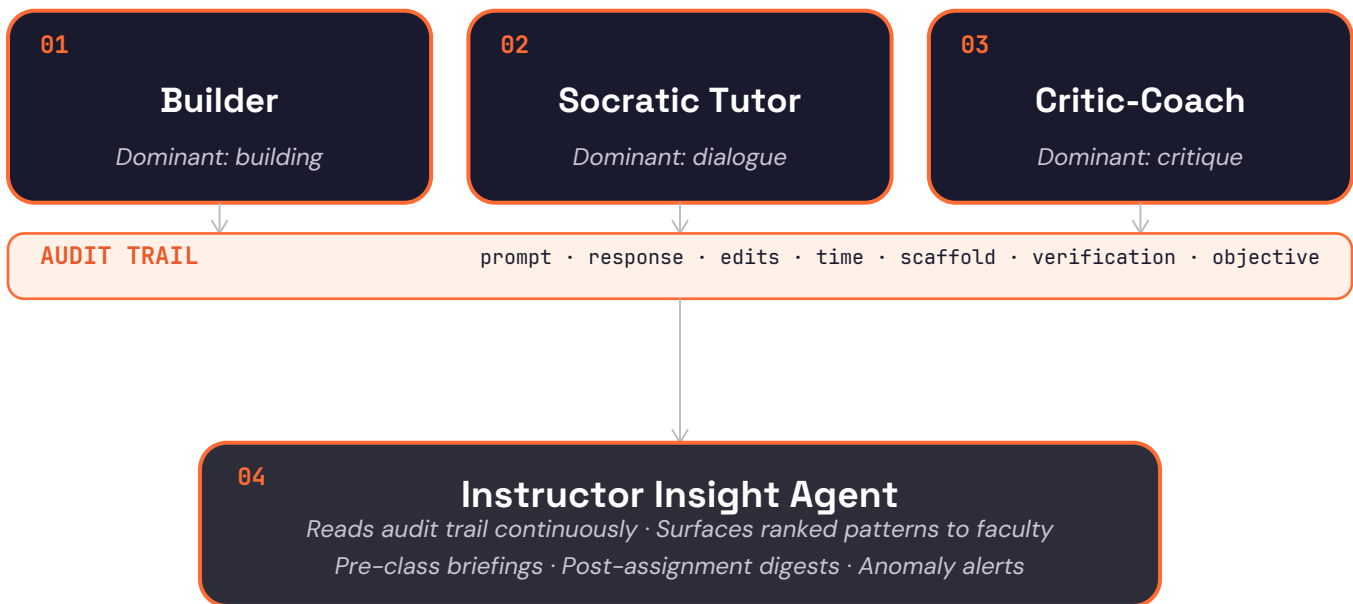 01
Builder
Dominant: building
02
Socratic Tutor
Dominant: dialogue
03
Critic-Coach
Dominant: critique
AUDIT TRAIL
prompt · response · edits · time · scaffold · verification · objective
04
Instructor Insight Agent
Reads audit trail continuously · Surfaces ranked patterns to faculty
Pre-class briefings · Post-assignment digests · Anomaly alerts